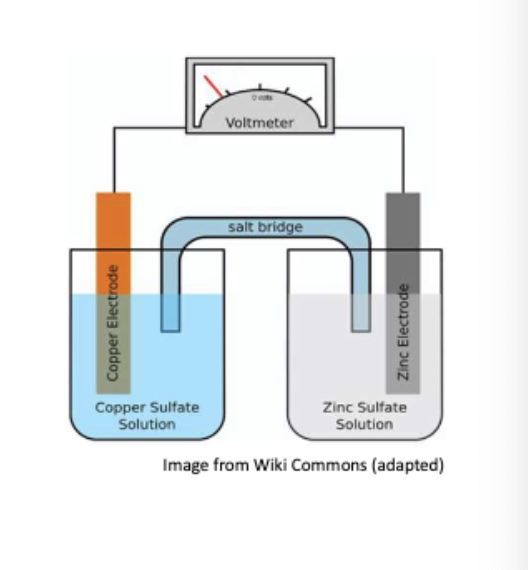 0 volts
Voltmeter
salt bridge
Copper Electrode
Zinc Electrode
Copper Sulfate
Solution
Zinc Sulfate
Solution
Image from Wiki Commons (adapted)